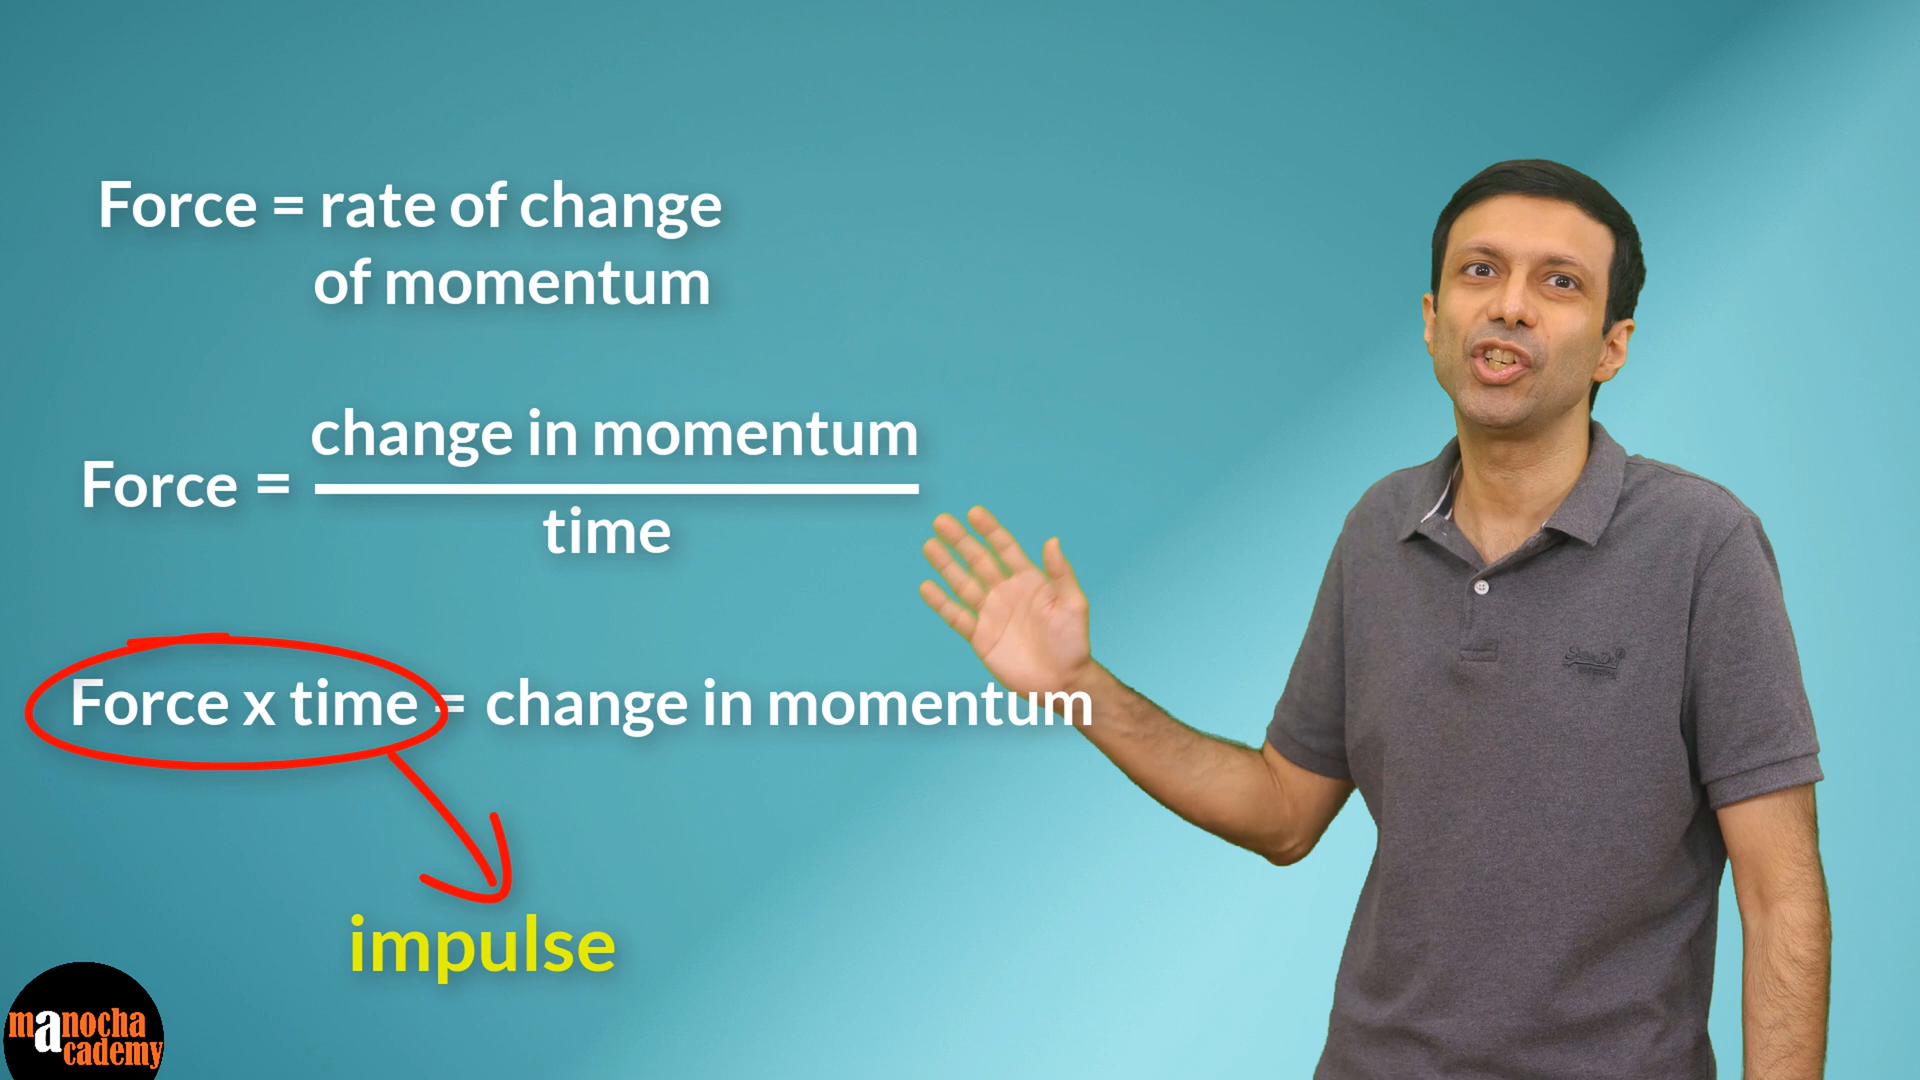 Force = rate of change
of momentum
Force = change in momentum
time
Force x time = change in momentum
impulse
manocha
academy